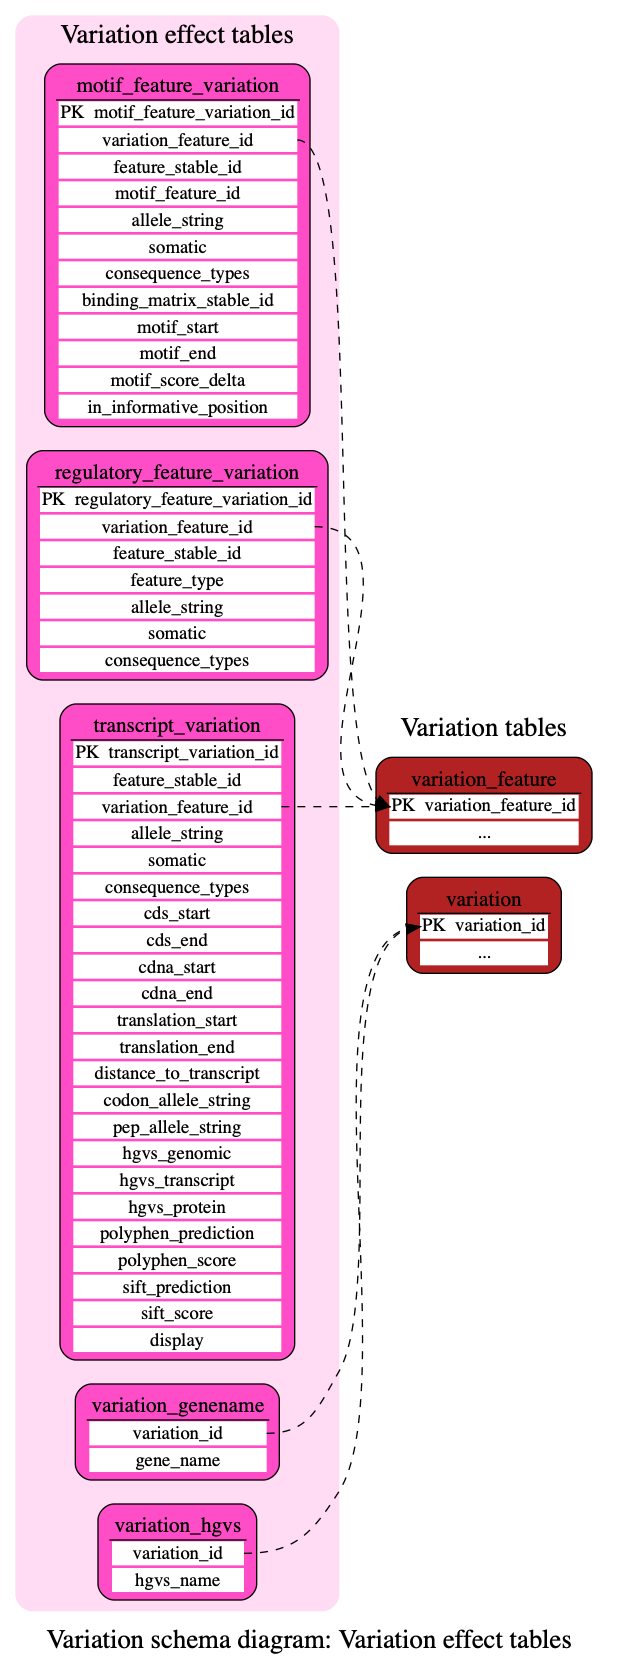 Variation effect tables
motif_feature_variation
PK motif_feature_variation_id
variation_feature_id
feature_stable_id
motif_feature_id
allele_string
somatic
consequence_types
binding_matrix_stable_id
motif_start
motif_end
motif_score_delta
in_informative_position
regulatory_feature_variation
PK regulatory_feature_variation_id
variation_feature_id
feature_stable_id
feature_type
allele_string
somatic
consequence_types
transcript_variation
PK transcript_variation_id
feature_stable_id
variation_feature_id
allele_string
somatic
consequence_types
cds_start
cds_end
cdna_start
cdna_end
translation_start
translation_end
distance_to_transcript
codon_allele_string
pep_allele_string
hgvs_genomic
hgvs_transcript
hgvs_protein
polyphen_prediction
polyphen_score
sift_prediction
sift_score
display
variation_genename
variation_id
gene_name
variation_hgvs
variation_id
hgvs_name
Variation tables
variation_feature
PK variation_feature_id
...
variation
PK variation_id
...
Variation schema diagram: Variation effect tables